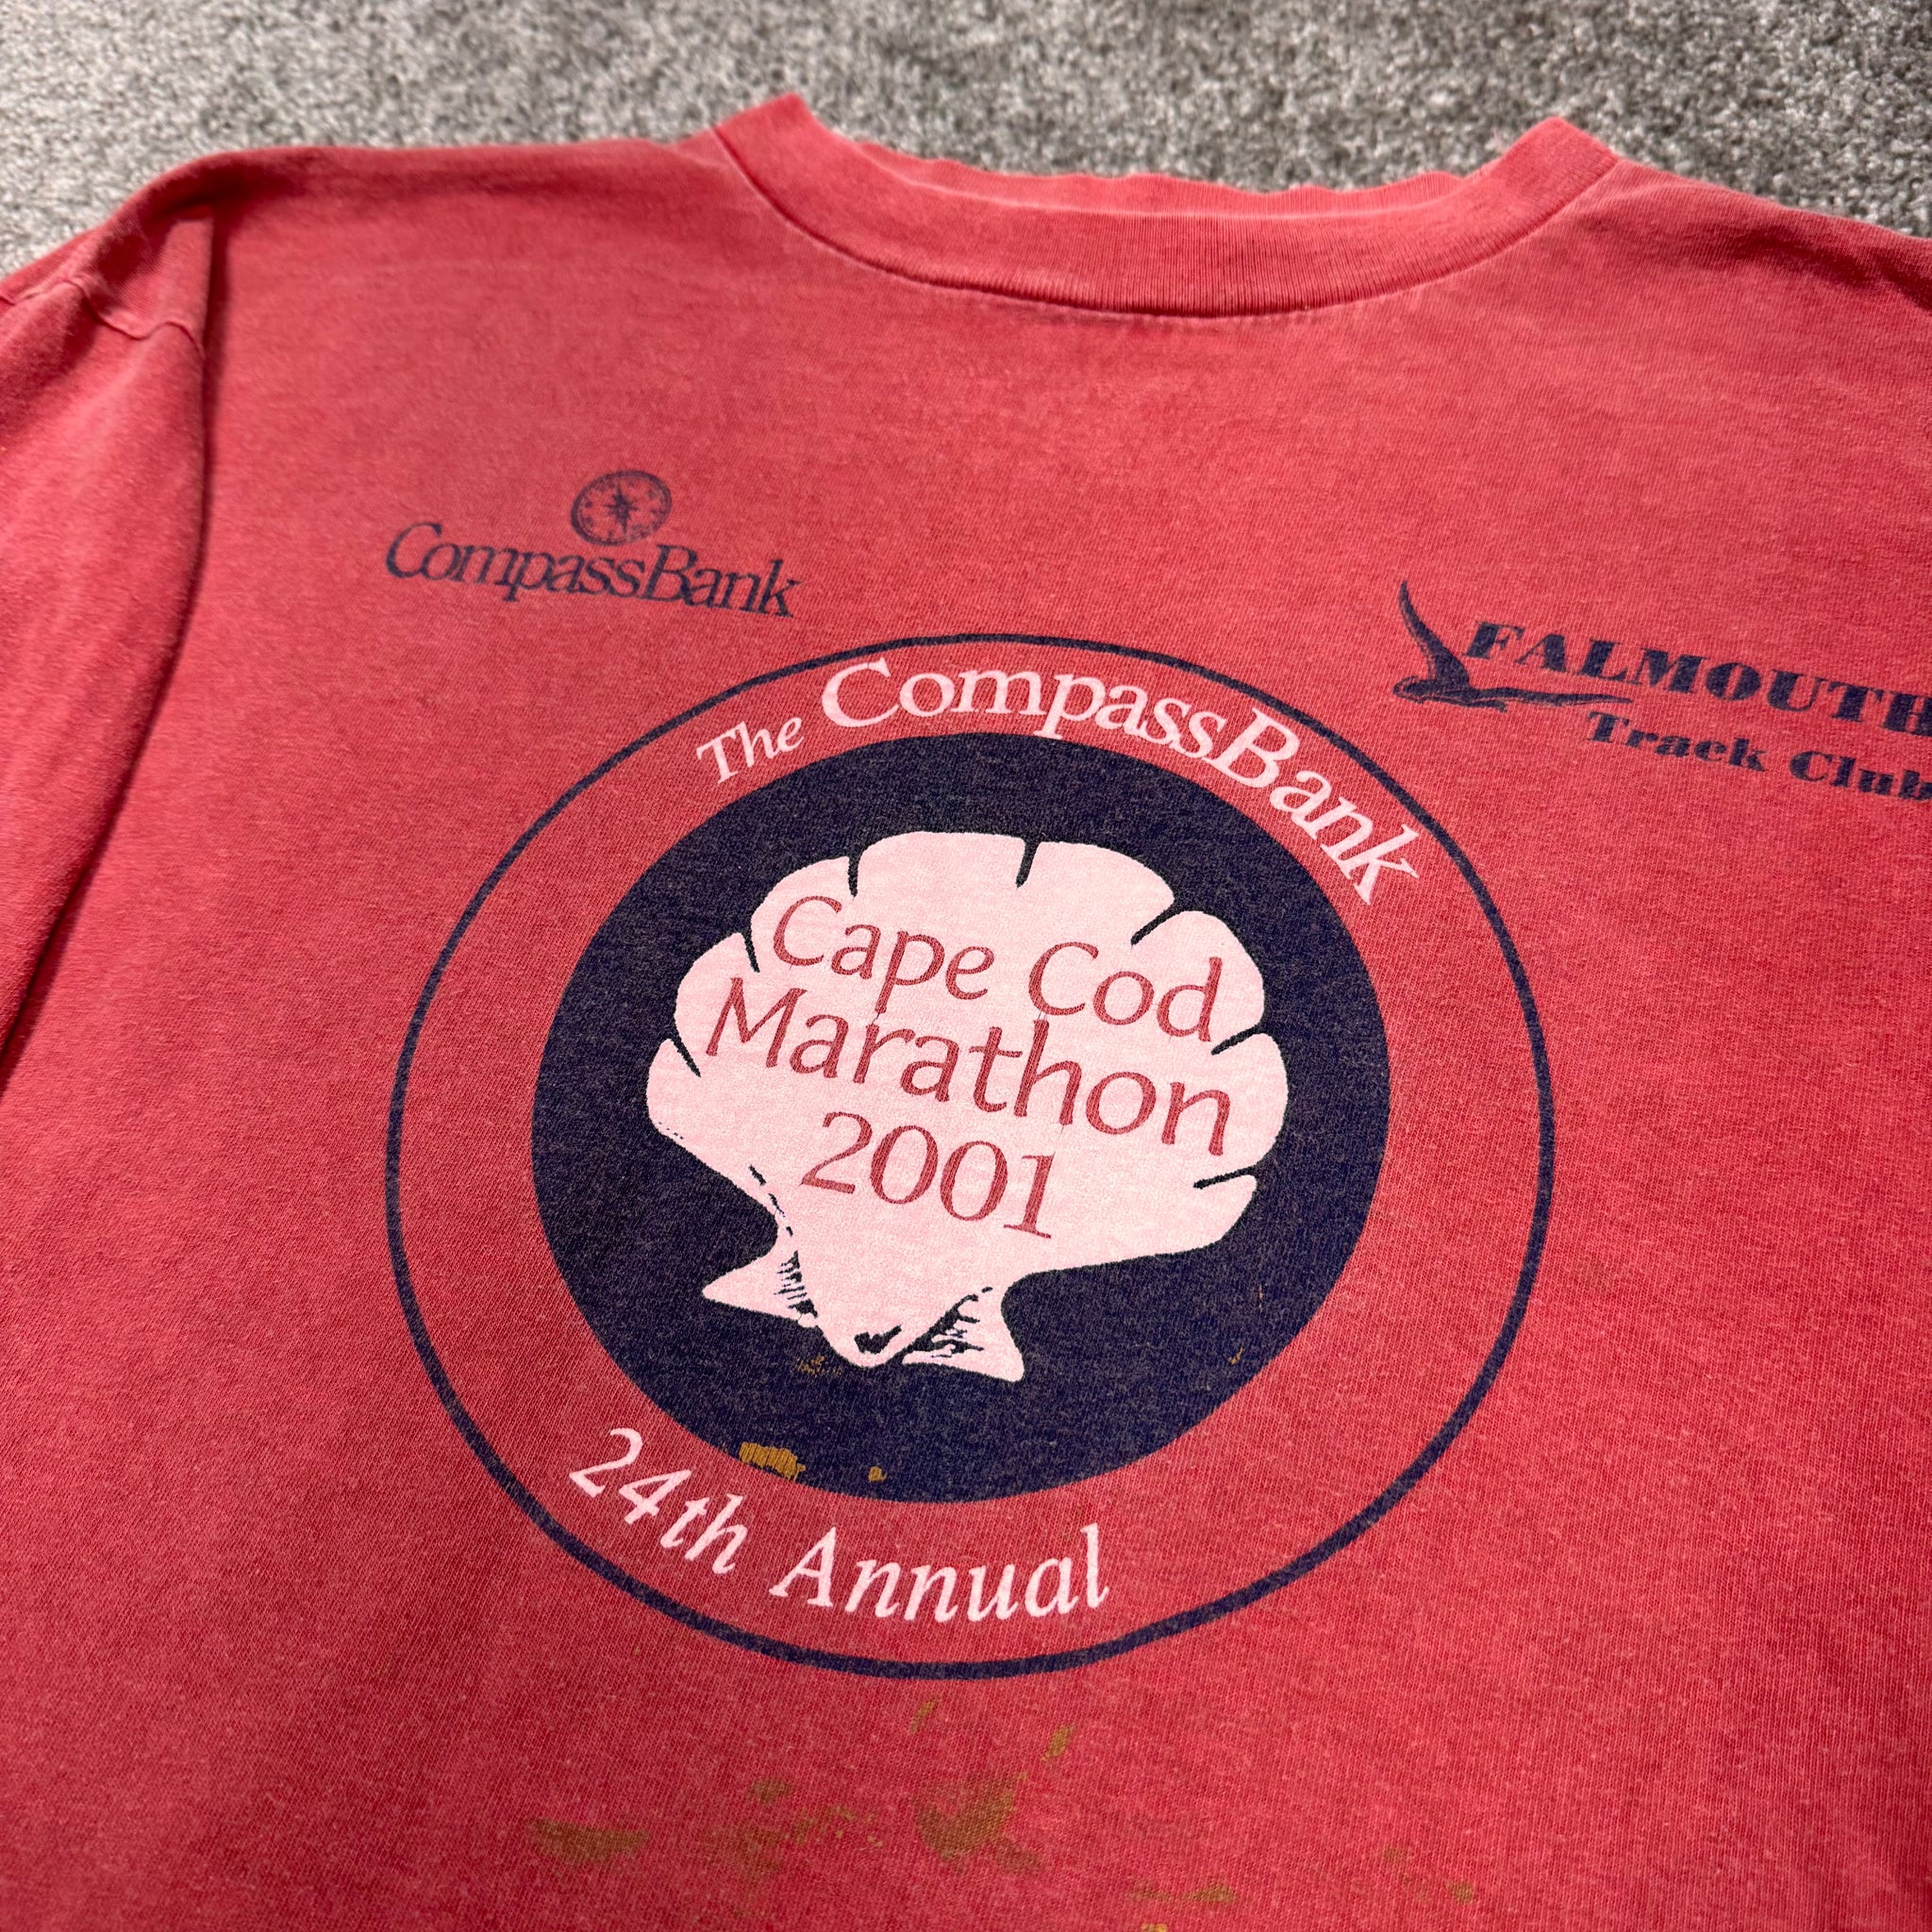 CompassBank
FALMOUTH
Track Club
The CompassBank
Cape Cod
Marathon
2001
24th Annual